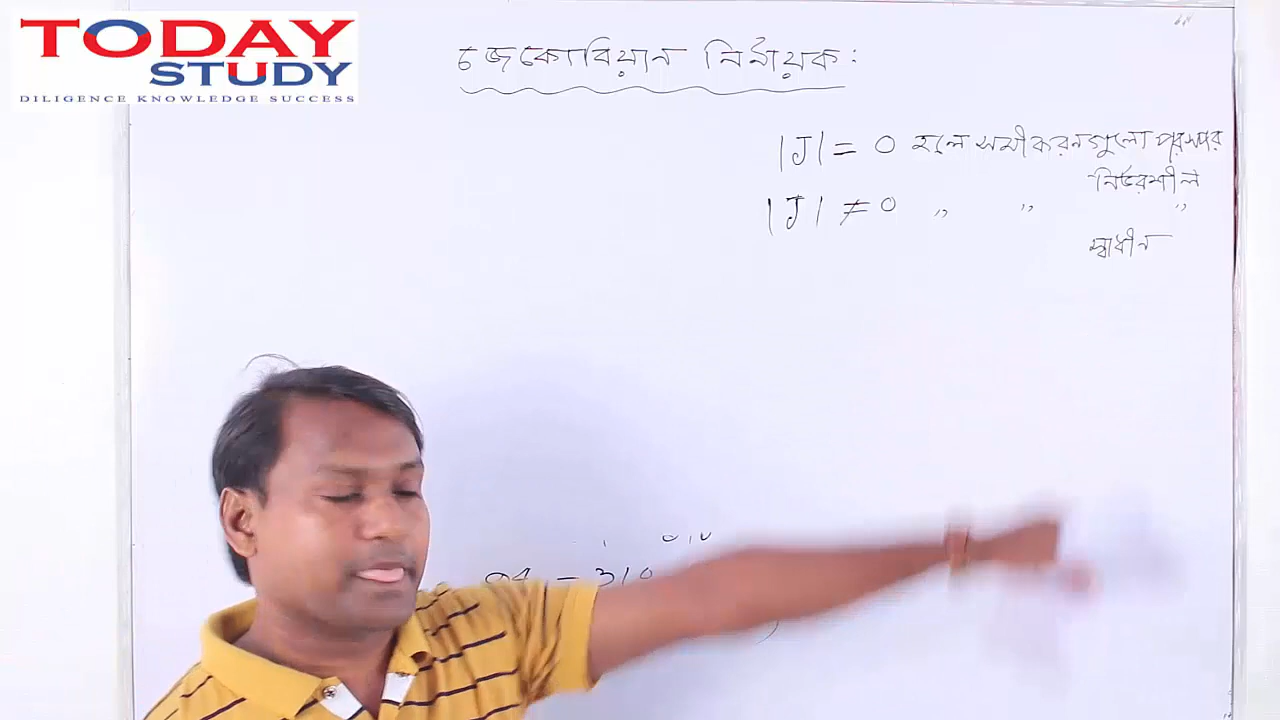 TODAY
STUDY
DILIGENCE KNOWLEDGE SUCCESS
জেকোবিয়ান নির্ণায়ক :
|J| = 0 হলে সমীকরনগুলো পরস্পর
নির্ভরশীল
|J| ≠ 0 ,, ,, ,,
স্বাধীন